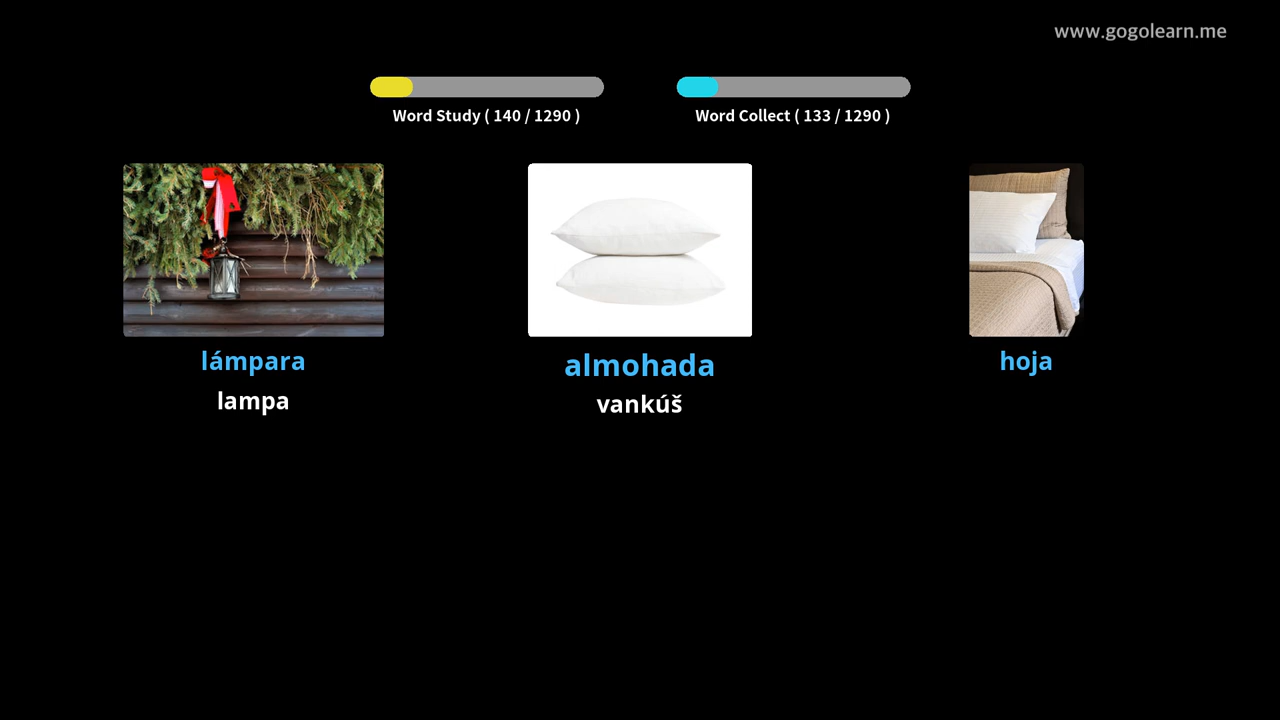 www.gogolearn.me
Word Study ( 140 / 1290 )
Word Collect ( 133 / 1290 )
lámpara
lampa
almohada
vankúš
hoja